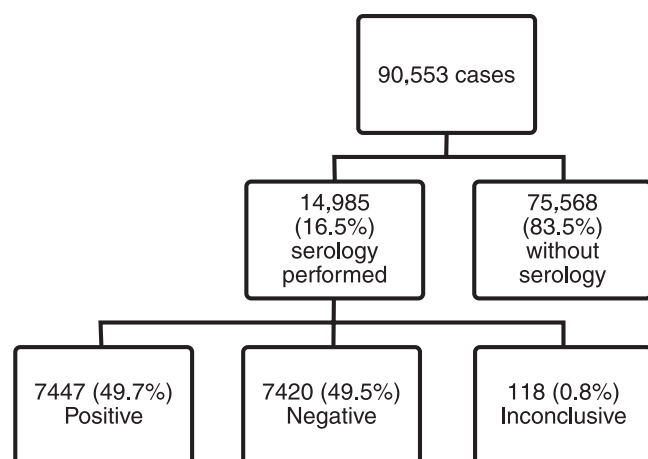 90,553 cases
14,985
(16.5%)
serology
performed
75,568
(83.5%)
without
serology
7447 (49.7%)
Positive
7420 (49.5%)
Negative
118 (0.8%)
Inconclusive